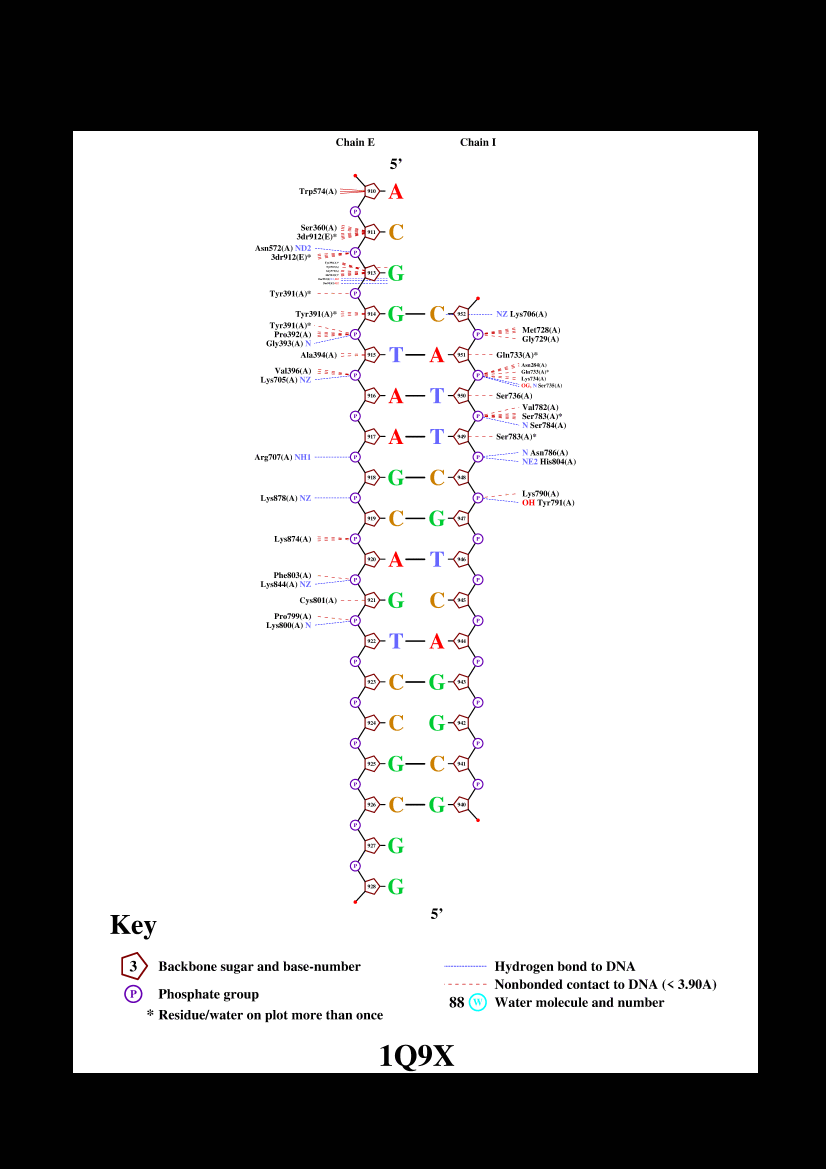 Chain E Chain I
5’
Trp574(A) 910 A
P
Ser360(A)
3dr912(E)* 911 C
Asn572(A) ND2
3dr912(E)* P
913 G
Tyr391(A)* P
Tyr391(A)* 914 G C 952 NZ Lys706(A)
Tyr391(A)*
Pro392(A)
Gly393(A) N P P Met728(A)
Gly729(A)
Ala394(A) 915 T A 951 Gln733(A)*
Val396(A)
Lys705(A) NZ P P Asn284(A)
Gln733(A)*
Lys734(A)
OG, N Ser735(A)
916 A T 950 Ser736(A)
P P Val782(A)
Ser783(A)*
N Ser784(A)
917 A T 949 Ser783(A)*
Arg707(A) NH1 P P N Asn786(A)
NE2 His804(A)
918 G C 948
Lys878(A) NZ P P Lys790(A)
OH Tyr791(A)
919 C G 947
Lys874(A) P P
920 A T 946
Phe803(A)
Lys844(A) NZ P P
Cys801(A) 921 G C 945
Pro799(A)
Lys800(A) N P P
922 T A 944
P P
923 C G 943
P P
924 C G 942
P P
925 G C 941
P P
926 C G 940
P
927 G
P
928 G
5’
Key
3 Backbone sugar and base-number
P Phosphate group
* Residue/water on plot more than once
Hydrogen bond to DNA
Nonbonded contact to DNA (< 3.90A)
88 W Water molecule and number
1Q9X